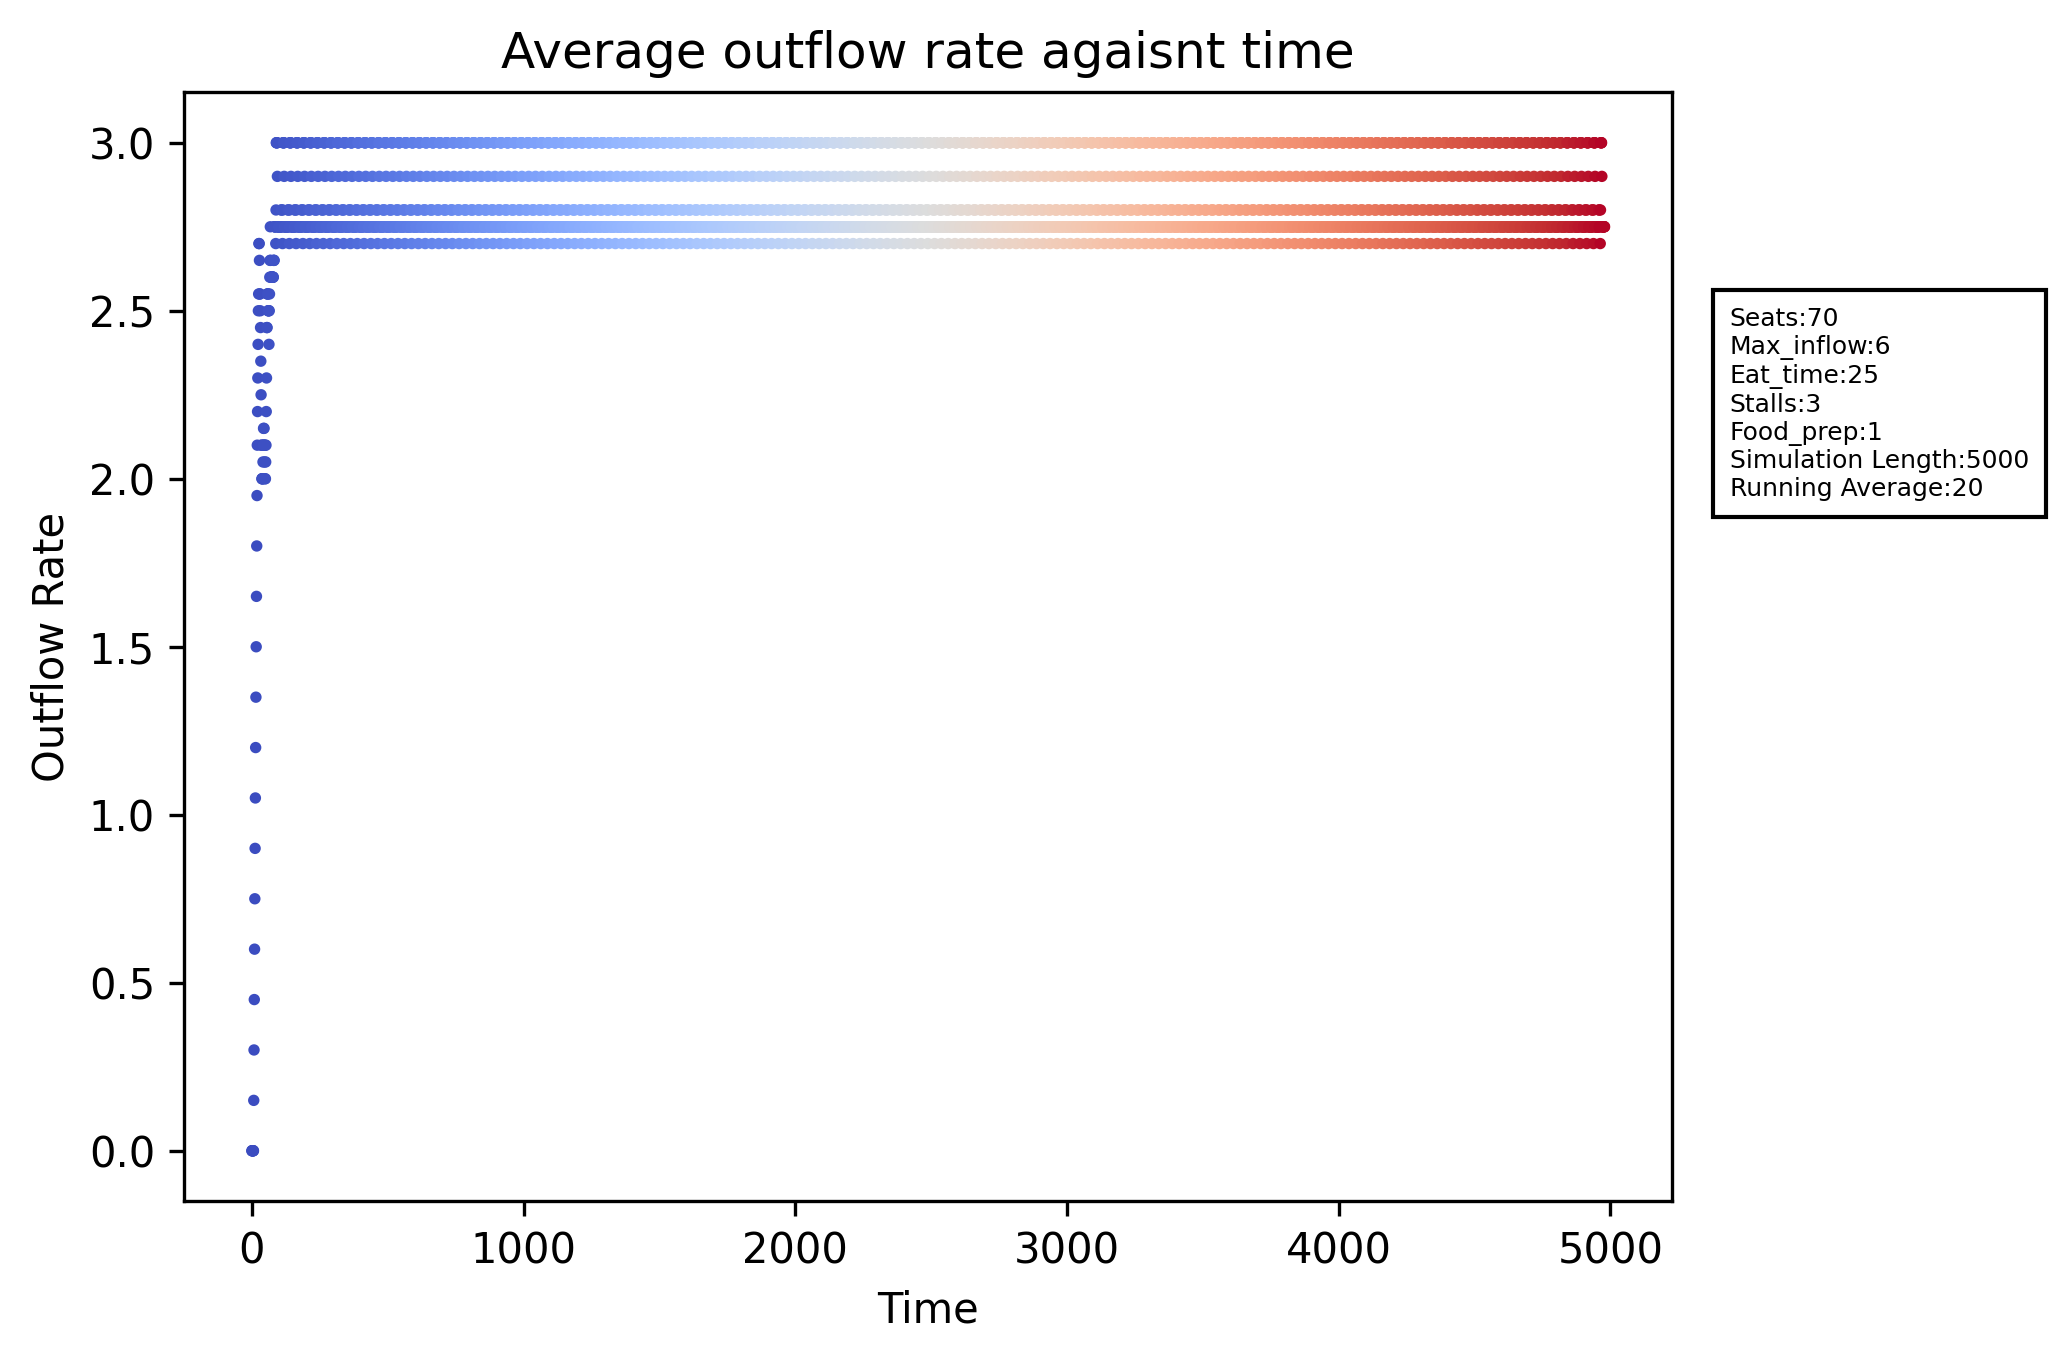 Average outflow rate agaisnt time
3.0
2.5
2.0
1.5
1.0
0.5
0.0
Outflow Rate
0 1000 2000 3000 4000 5000
Time
Seats:70
Max_inflow:6
Eat_time:25
Stalls:3
Food_prep:1
Simulation Length:5000
Running Average:20